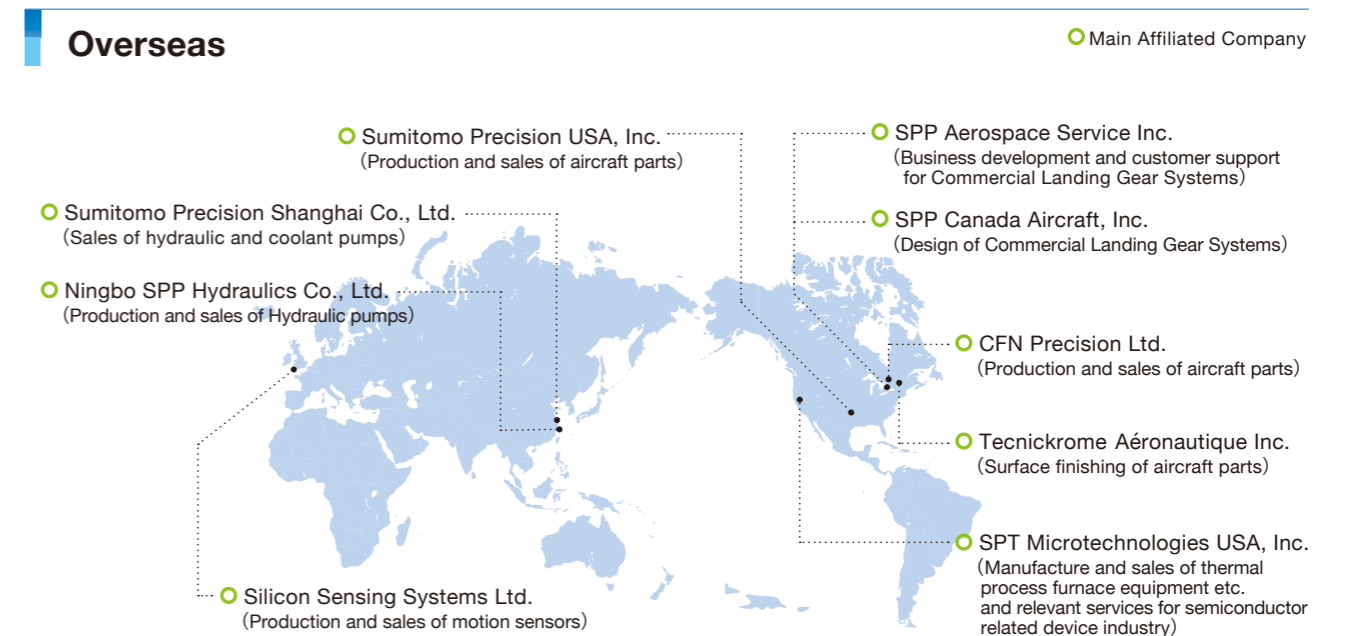 Overseas
Main Affiliated Company
Sumitomo Precision USA, Inc.
(Production and sales of aircraft parts)
SPP Aerospace Service Inc.
(Business development and customer support
for Commercial Landing Gear Systems)
Sumitomo Precision Shanghai Co., Ltd.
(Sales of hydraulic and coolant pumps)
SPP Canada Aircraft, Inc.
(Design of Commercial Landing Gear Systems)
Ningbo SPP Hydraulics Co., Ltd.
(Production and sales of Hydraulic pumps)
CFN Precision Ltd.
(Production and sales of aircraft parts)
Tecnickrome Aéronautique Inc.
(Surface finishing of aircraft parts)
SPT Microtechnologies USA, Inc.
(Manufacture and sales of thermal
process furnace equipment etc.
and relevant services for semiconductor
related device industry)
Silicon Sensing Systems Ltd.
(Production and sales of motion sensors)